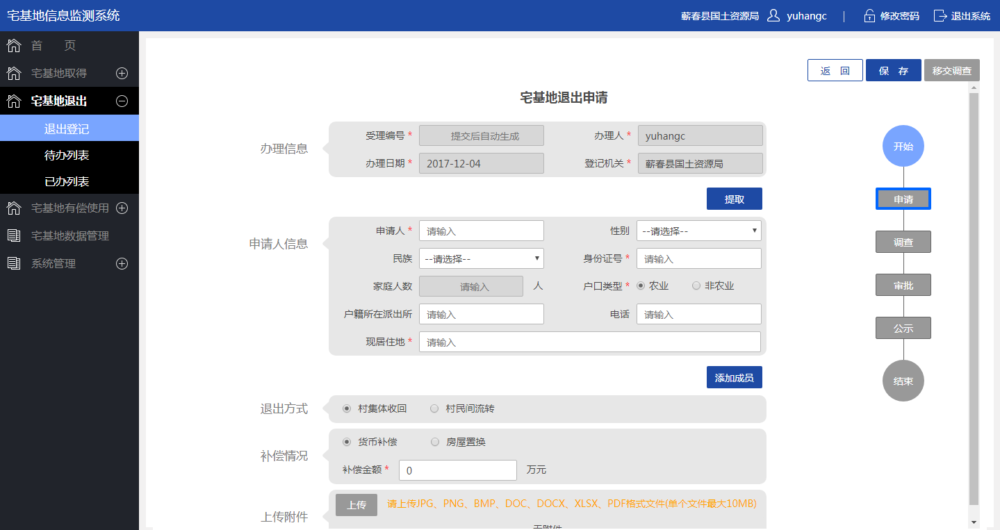 宅基地信息监测系统
蕲春县国土资源局 yuhangc | 修改密码 退出系统
首 页
宅基地取得
宅基地退出
退出登记
待办列表
已办列表
宅基地有偿使用
宅基地数据管理
系统管理
返 回 保 存 移交调查
宅基地退出申请
办理信息
受理编号 * 提交后自动生成 办理人 * yuhangc
办理日期 * 2017-12-04 登记机关 * 蕲春县国土资源局
提取
申请人信息
申请人 * 请输入 性别 --请选择--
民族 --请选择-- 身份证号 * 请输入
家庭人数 请输入 人 户口类型 * 农业 非农业
户籍所在派出所 请输入 电话 请输入
现居住地 * 请输入
添加成员
退出方式 村集体收回 村民间流转
补偿情况
货币补偿 房屋置换
补偿金额 * 0 万元
上传附件
上传 请上传JPG、PNG、BMP、DOC、DOCX、XLSX、PDF格式文件(单个文件最大10MB)
无附件
开始
申请
调查
审批
公示
结束